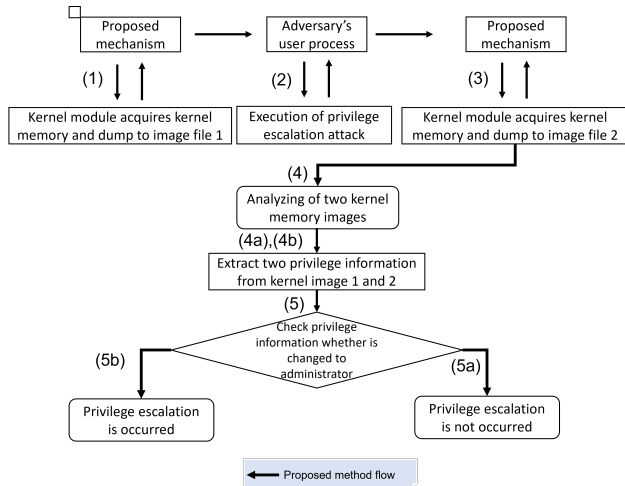 Proposed
mechanism
Adversary's
user process
Proposed
mechanism
(1)
(2)
(3)
Kernel module acquires kernel
memory and dump to image file 1
Execution of privilege
escalation attack
Kernel module acquires kernel
memory and dump to image file 2
(4)
Analyzing of two kernel
memory images
(4a),(4b)
Extract two privilege information
from kernel image 1 and 2
(5)
Check privilege
information whether is
changed to
administrator
(5b)
(5a)
Privilege escalation
is occurred
Privilege escalation
is not occurred
Proposed method flow